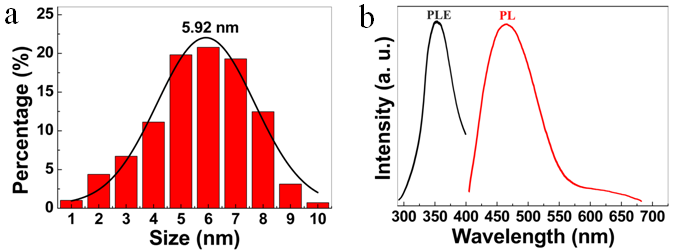 a
5.92 nm
Percentage (%)
25
20
15
10
5
0
1 2 3 4 5 6 7 8 9 10
Size (nm)
b
PLE PL
Intensity (a. u.)
300 350 400 450 500 550 600 650 700
Wavelength (nm)